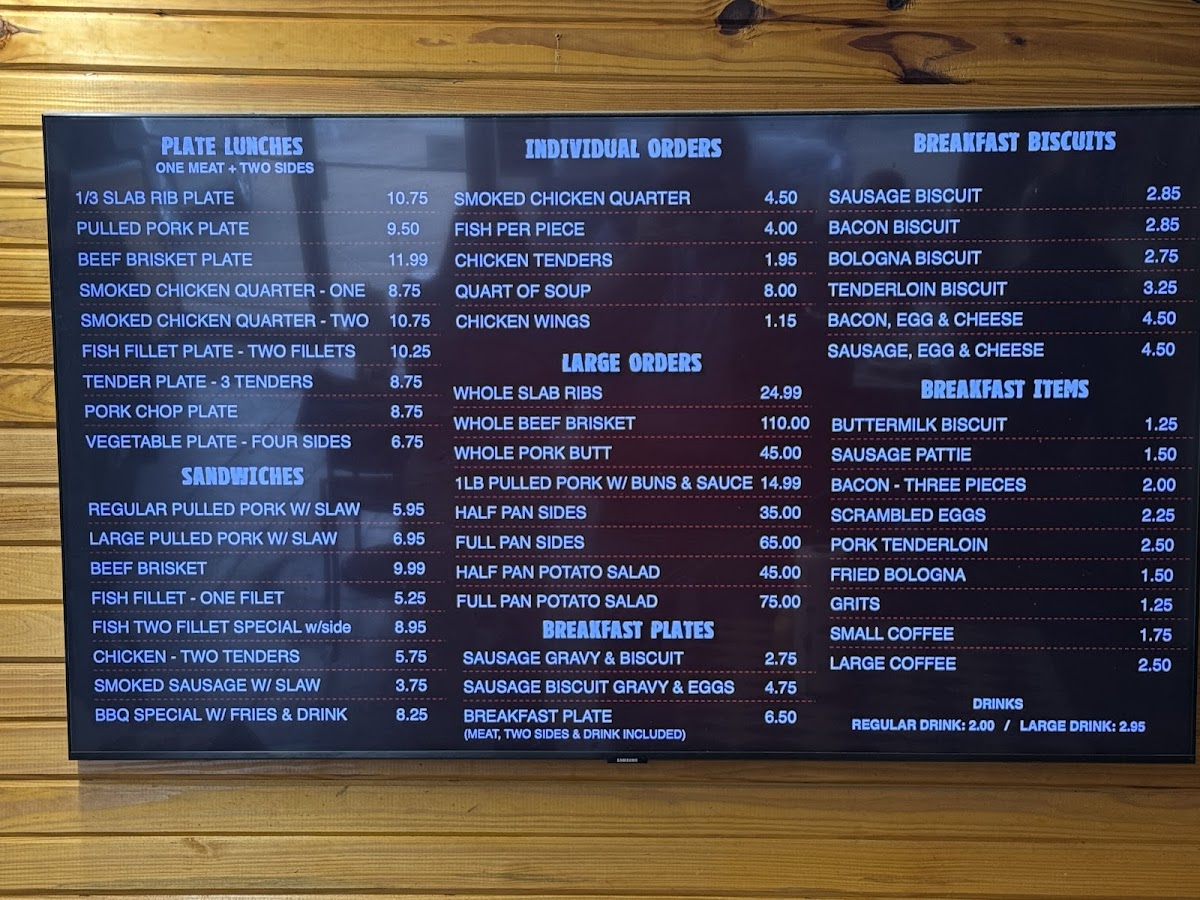 PLATE LUNCHES
ONE MEAT + TWO SIDES
1/3 SLAB RIB PLATE 10.75
PULLED PORK PLATE 9.50
BEEF BRISKET PLATE 11.99
SMOKED CHICKEN QUARTER - ONE 8.75
SMOKED CHICKEN QUARTER - TWO 10.75
FISH FILLET PLATE - TWO FILLETS 10.25
TENDER PLATE - 3 TENDERS 8.75
PORK CHOP PLATE 8.75
VEGETABLE PLATE - FOUR SIDES 6.75
SANDWICHES
REGULAR PULLED PORK W/ SLAW 5.95
LARGE PULLED PORK W/ SLAW 6.95
BEEF BRISKET 9.99
FISH FILLET - ONE FILET 5.25
FISH TWO FILLET SPECIAL w/side 8.95
CHICKEN - TWO TENDERS 5.75
SMOKED SAUSAGE W/ SLAW 3.75
BBQ SPECIAL W/ FRIES & DRINK 8.25
INDIVIDUAL ORDERS
SMOKED CHICKEN QUARTER 4.50
FISH PER PIECE 4.00
CHICKEN TENDERS 1.95
QUART OF SOUP 8.00
CHICKEN WINGS 1.15
LARGE ORDERS
WHOLE SLAB RIBS 24.99
WHOLE BEEF BRISKET 110.00
WHOLE PORK BUTT 45.00
1LB PULLED PORK W/ BUNS & SAUCE 14.99
HALF PAN SIDES 35.00
FULL PAN SIDES 65.00
HALF PAN POTATO SALAD 45.00
FULL PAN POTATO SALAD 75.00
BREAKFAST PLATES
SAUSAGE GRAVY & BISCUIT 2.75
SAUSAGE BISCUIT GRAVY & EGGS 4.75
BREAKFAST PLATE 6.50
(MEAT, TWO SIDES & DRINK INCLUDED)
BREAKFAST BISCUITS
SAUSAGE BISCUIT 2.85
BACON BISCUIT 2.85
BOLOGNA BISCUIT 2.75
TENDERLOIN BISCUIT 3.25
BACON, EGG & CHEESE 4.50
SAUSAGE, EGG & CHEESE 4.50
BREAKFAST ITEMS
BUTTERMILK BISCUIT 1.25
SAUSAGE PATTIE 1.50
BACON - THREE PIECES 2.00
SCRAMBLED EGGS 2.25
PORK TENDERLOIN 2.50
FRIED BOLOGNA 1.50
GRITS 1.25
SMALL COFFEE 1.75
LARGE COFFEE 2.50
DRINKS
REGULAR DRINK: 2.00 / LARGE DRINK: 2.95
SAMSUNG